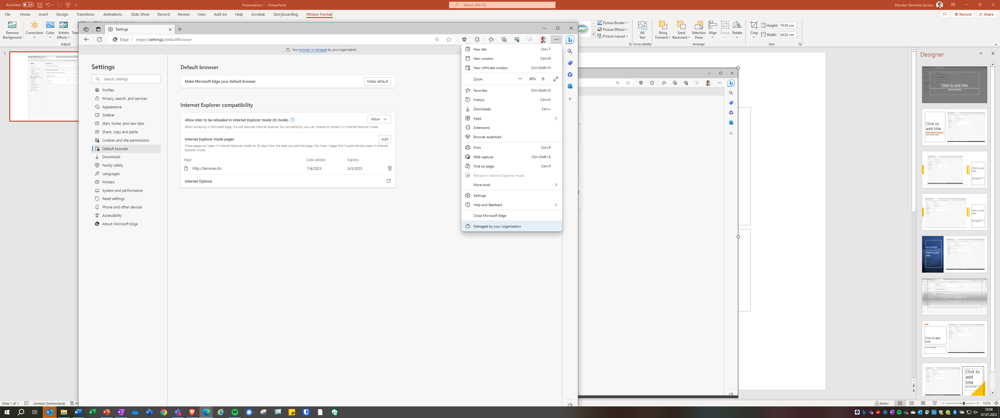 AutoSave Off
Presentation1 - PowerPoint
Search (Alt+Q)
Zbinden Veronika Sandra
File Home Insert Design Transitions Animations Slide Show Record Review View Add-ins Help Acrobat Storyboarding Picture Format
Record Share
Remove Background
Corrections
Color
Artistic Effects
Adjust
Picture Border
Picture Effects
Picture Layout
Alt Text
Accessibility
Bring Forward
Send Backward
Selection Pane
Align
Group
Rotate
Arrange
Crop
Height: 19.05 cm
Width: 24.02 cm
Size
1
Settings
Edge edge://settings/defaultBrowser
Your browser is managed by your organization
Settings
Search settings
Profiles
Privacy, search, and services
Appearance
Sidebar
Start, home, and new tabs
Share, copy and paste
Cookies and site permissions
Default browser
Downloads
Family safety
Languages
Printers
System and performance
Reset settings
Phone and other devices
Accessibility
About Microsoft Edge
Default browser
Make Microsoft Edge your default browser
Make default
Internet Explorer compatibility
Allow sites to be reloaded in Internet Explorer mode (IE mode)
Allow
When browsing in Microsoft Edge, if a site requires Internet Explorer for compatibility, you can choose to reload it in Internet Explorer mode
Internet Explorer mode pages
Add
These pages will open in Internet Explorer mode for 30 days from the date you add the page. You have 1 page that'll automatically open in Internet
Explorer mode.
Page Date added Expires
http://farmrise.ch/ 7/4/2023 8/3/2023
Internet Options
New tab Ctrl+T
New window Ctrl+N
New InPrivate window Ctrl+Shift+N
Zoom 90%
Favorites Ctrl+Shift+O
History Ctrl+H
Downloads Ctrl+J
Apps
Extensions
Browser essentials
Print Ctrl+P
Web capture Ctrl+Shift+S
Find on page Ctrl+F
Reload in Internet Explorer mode
More tools
Settings
Help and feedback
Close Microsoft Edge
Managed by your organization
Designer
Click to add title
Click to add subtitle
Click to
add title
Click to add subtitle
Click to add
title
Click to add
title
Click to add subtitle
Click to add
title
Click to add title
Click to add
title
Click to add subtitle
Click to
add
title
Slide 1 of 1
German (Switzerland)
Notes
162%
10:08
07.07.2023